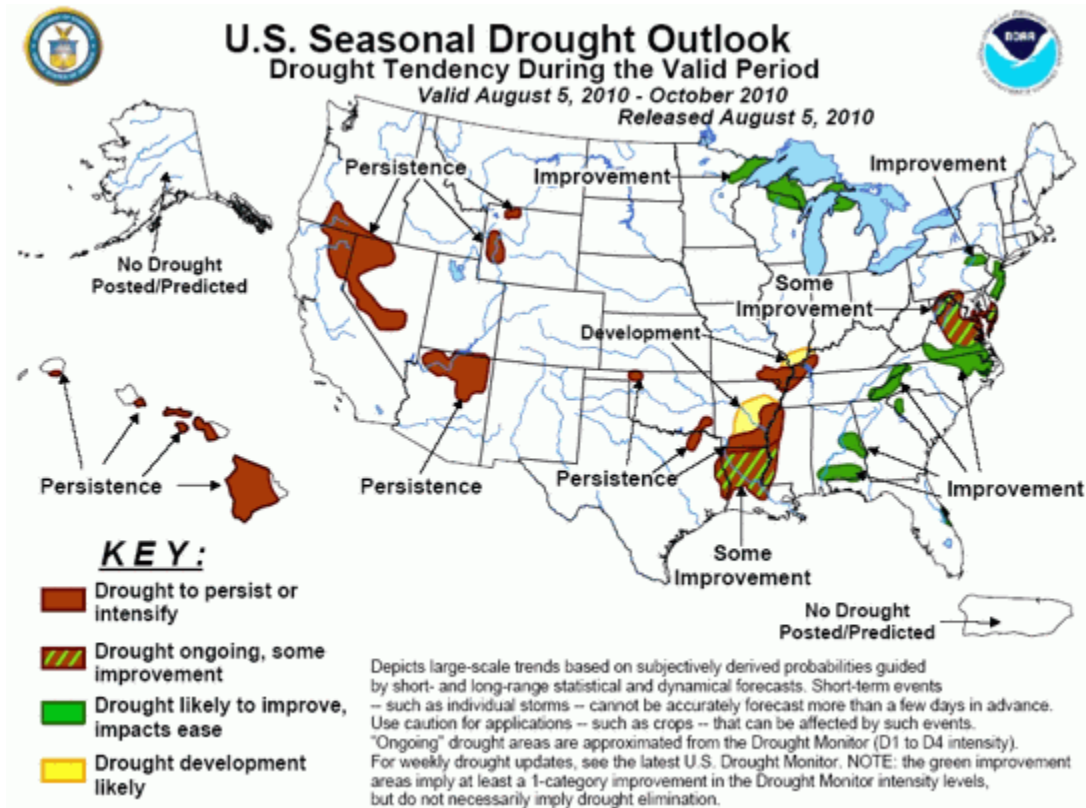 U.S. Seasonal Drought Outlook
Drought Tendency During the Valid Period
Valid August 5, 2010 - October 2010
Released August 5, 2010
NOAA
Persistence
Improvement
Improvement
No Drought
Posted/Predicted
Some
Improvement
Development
Persistence
Persistence
Persistence
Improvement
Some
Improvement
No Drought
Posted/Predicted
KEY:
Drought to persist or
intensify
Drought ongoing, some
improvement
Drought likely to improve,
impacts ease
Drought development
likely
Depicts large-scale trends based on subjectively derived probabilities guided
by short- and long-range statistical and dynamical forecasts. Short-term events
-- such as individual storms -- cannot be accurately forecast more than a few days in advance.
Use caution for applications -- such as crops -- that can be affected by such events.
"Ongoing" drought areas are approximated from the Drought Monitor (D1 to D4 intensity).
For weekly drought updates, see the latest U.S. Drought Monitor. NOTE: the green improvement
areas imply at least a 1-category improvement in the Drought Monitor intensity levels,
but do not necessarily imply drought elimination.